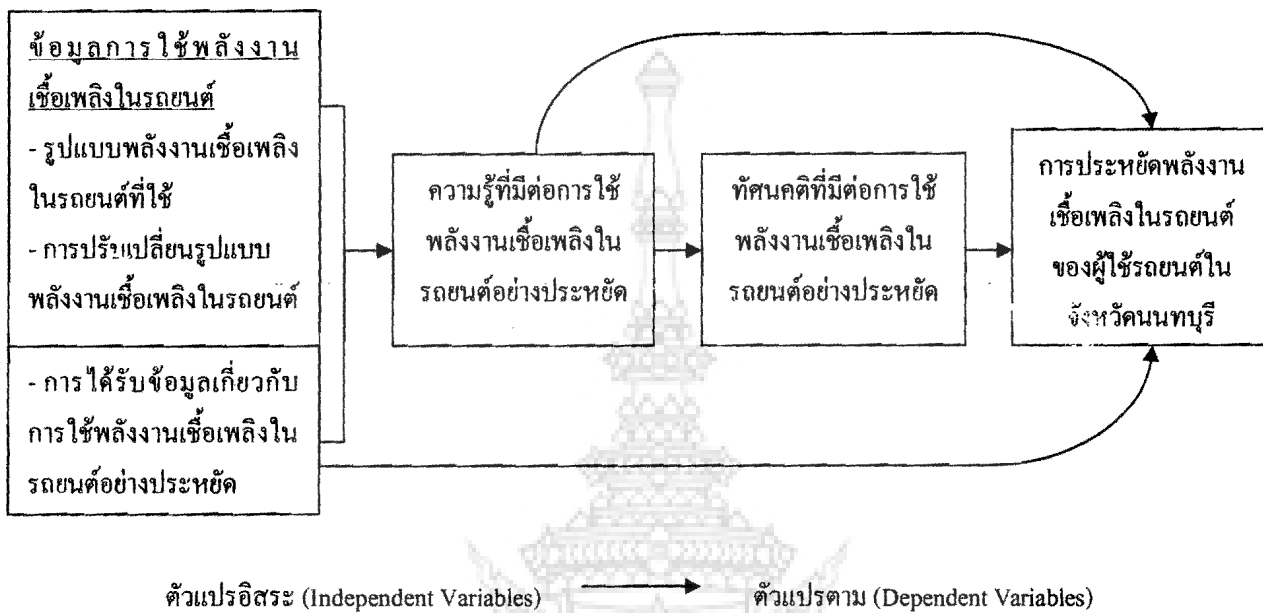 ข้อมูลการใช้พลังงาน
เชื้อเพลิงในรถยนต์
- รูปแบบพลังงานเชื้อเพลิง
ในรถยนต์ที่ใช้
- การปรับเปลี่ยนรูปแบบ
พลังงานเชื้อเพลิงในรถยนต์
- การได้รับข้อมูลเกี่ยวกับ
การใช้พลังงานเชื้อเพลิงใน
รถยนต์อย่างประหยัด
ความรู้ที่มีต่อการใช้
พลังงานเชื้อเพลิงใน
รถยนต์อย่างประหยัด
ทัศนคติที่มีต่อการใช้
พลังงานเชื้อเพลิงใน
รถยนต์อย่างประหยัด
การประหยัดพลังงาน
เชื้อเพลิงในรถยนต์
ของผู้ใช้รถยนต์ใน
จังหวัดนนทบุรี
ตัวแปรอิสระ (Independent Variables) ตัวแปรตาม (Dependent Variables)